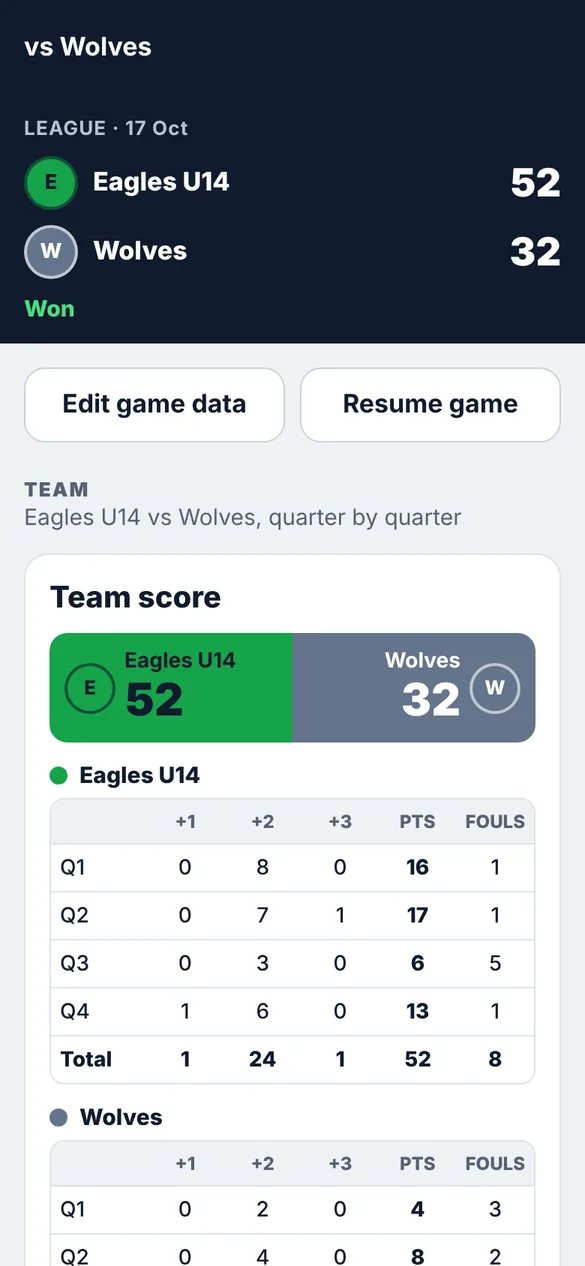 vs Wolves
LEAGUE · 17 Oct
E Eagles U14 52
W Wolves 32
Won
Edit game data Resume game
TEAM
Eagles U14 vs Wolves, quarter by quarter
Team score
E Eagles U14 52 Wolves 32 W
Eagles U14
+1 +2 +3 PTS FOULS
Q1 0 8 0 16 1
Q2 0 7 1 17 1
Q3 0 3 0 6 5
Q4 1 6 0 13 1
Total 1 24 1 52 8
Wolves
+1 +2 +3 PTS FOULS
Q1 0 2 0 4 3
Q2 0 4 0 8 2